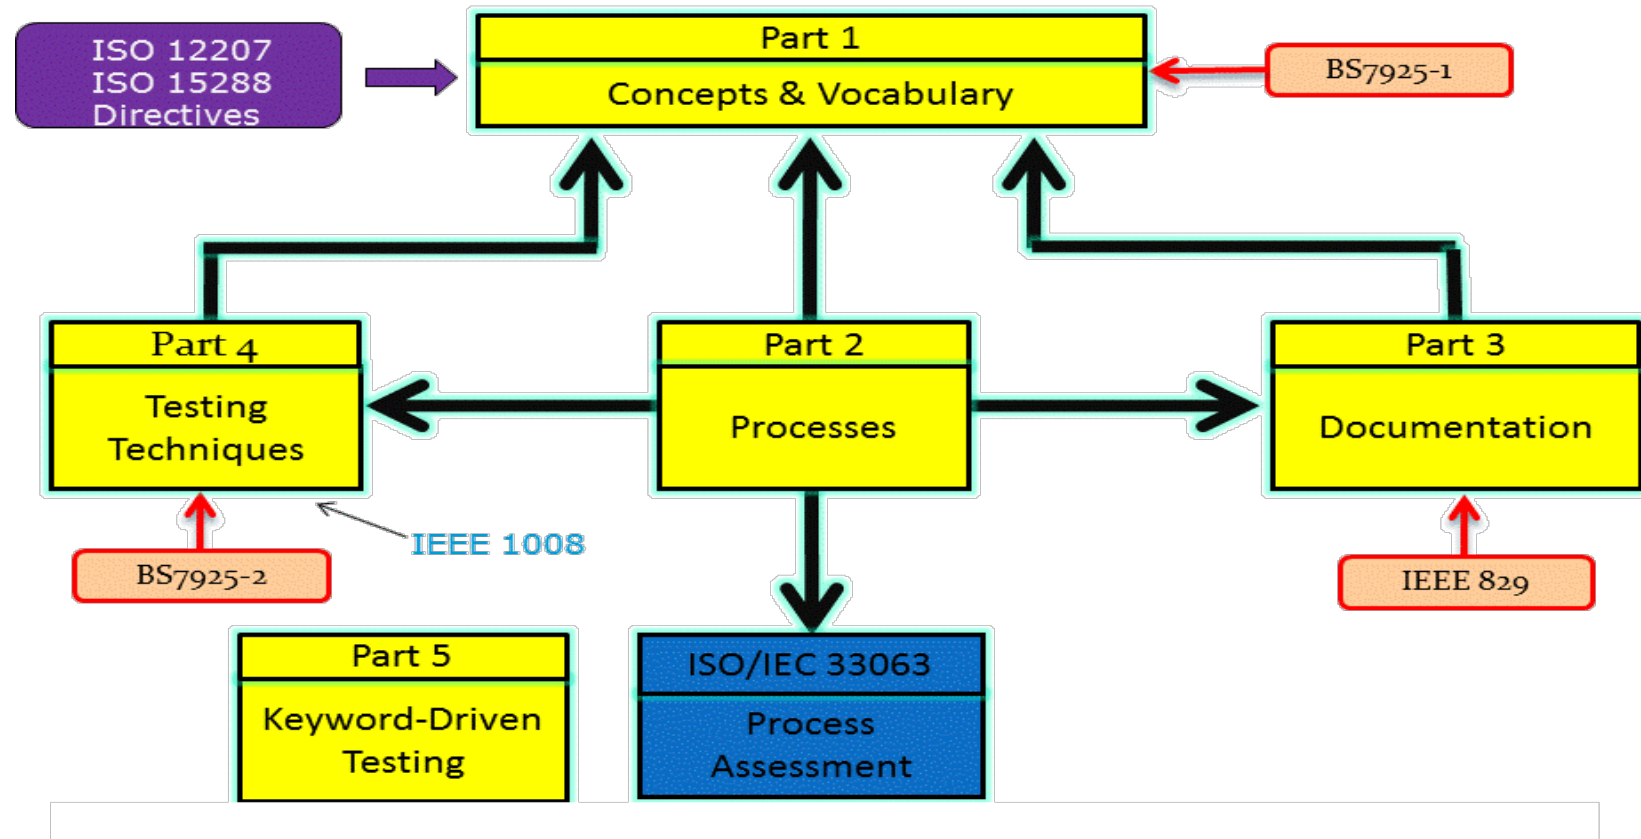 ISO 12207
ISO 15288
Directives
Part 1
Concepts & Vocabulary
BS7925-1
Part 4
Testing
Techniques
Part 2
Processes
Part 3
Documentation
BS7925-2
IEEE 1008
IEEE 829
Part 5
Keyword-Driven
Testing
ISO/IEC 33063
Process
Assessment